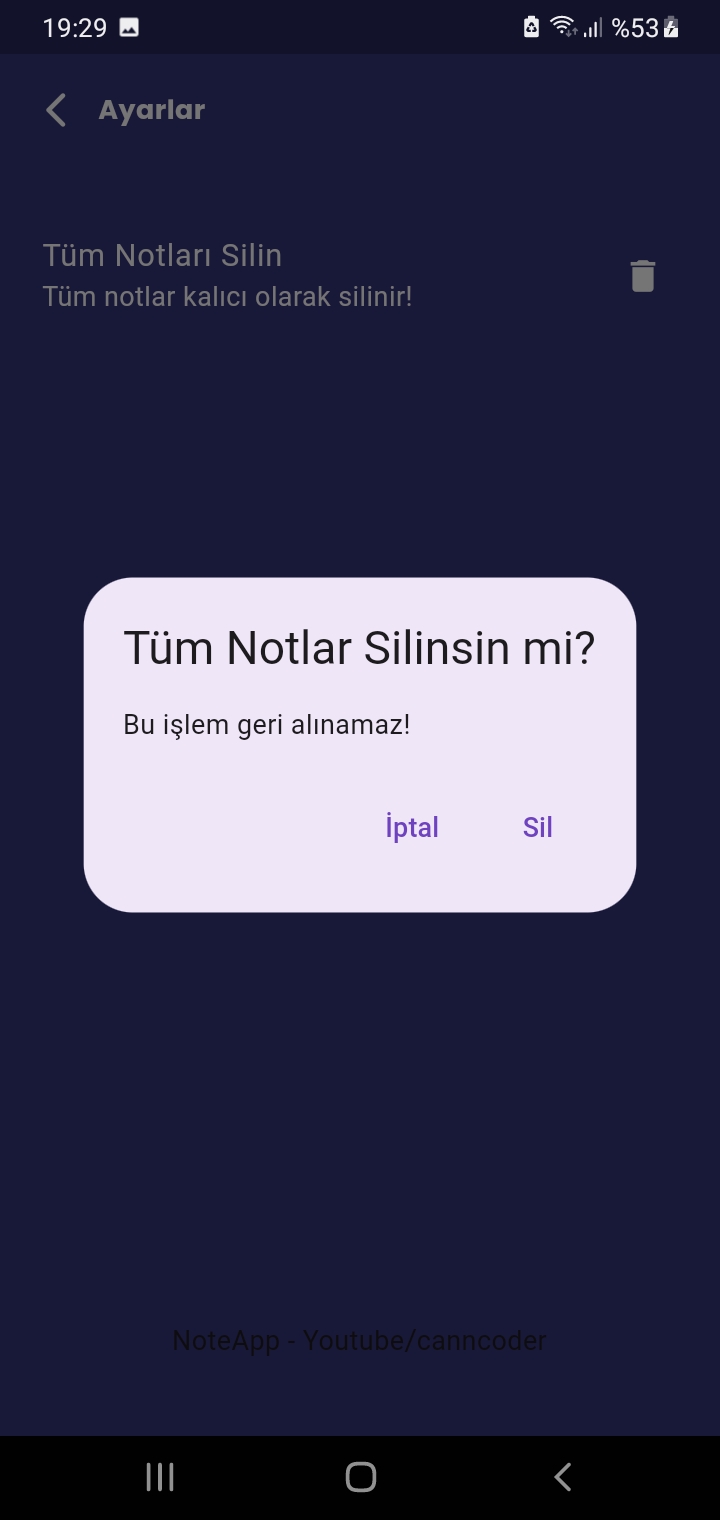 19:29 %53
Ayarlar
Tüm Notları Silin
Tüm notlar kalıcı olarak silinir!
Tüm Notlar Silinsin mi?
Bu işlem geri alınamaz!
İptal Sil
NoteApp - Youtube/canncoder